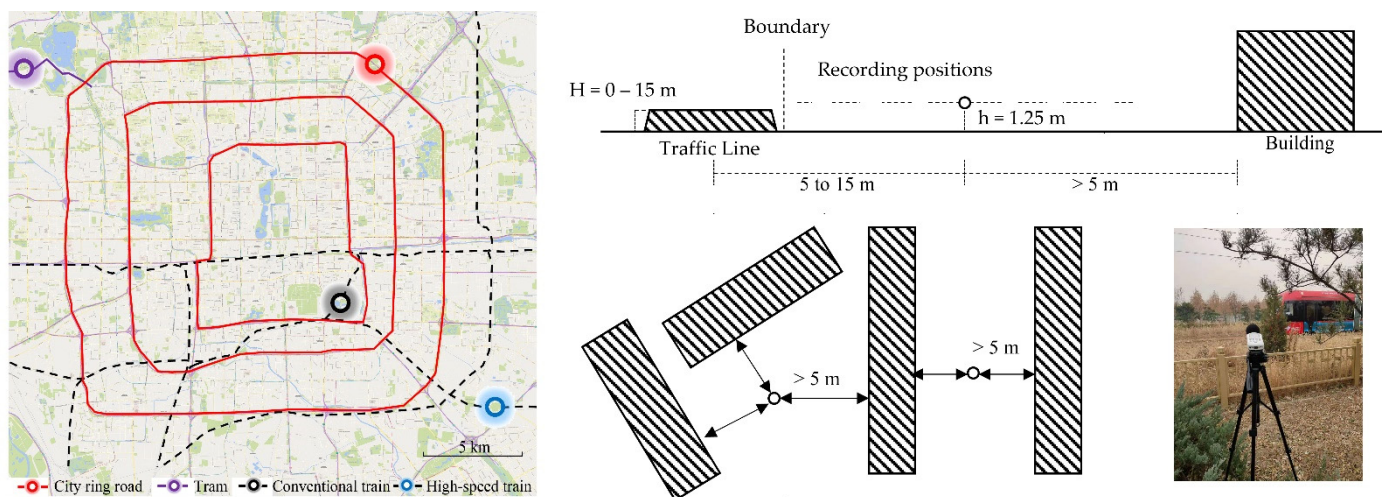 5 km
City ring road
Tram
Conventional train
High-speed train
Boundary
Recording positions
H = 0 – 15 m
h = 1.25 m
Traffic Line
Building
5 to 15 m
> 5 m
> 5 m
> 5 m